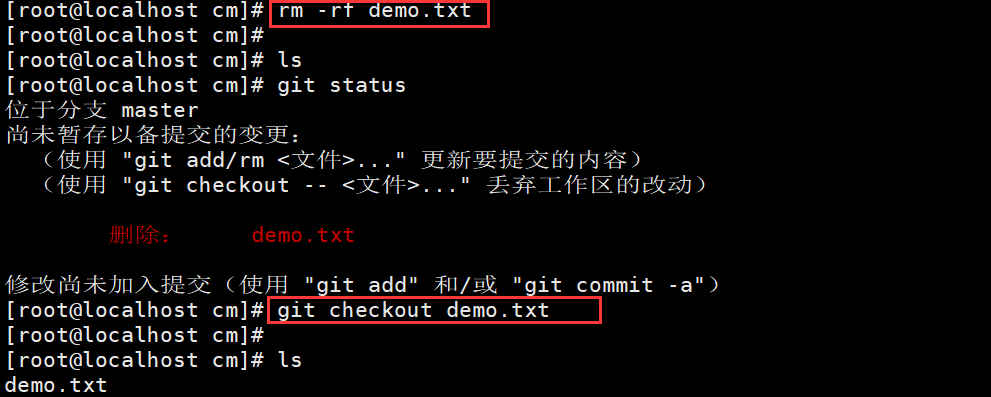 [root@localhost cm]# rm -rf demo.txt
[root@localhost cm]#
[root@localhost cm]# ls
[root@localhost cm]# git status
位于分支 master
尚未暂存以备提交的变更：
（使用 "git add/rm <文件>..." 更新要提交的内容）
（使用 "git checkout -- <文件>..." 丢弃工作区的改动）
删除： demo.txt
修改尚未加入提交（使用 "git add" 和/或 "git commit -a"）
[root@localhost cm]# git checkout demo.txt
[root@localhost cm]#
[root@localhost cm]# ls
demo.txt